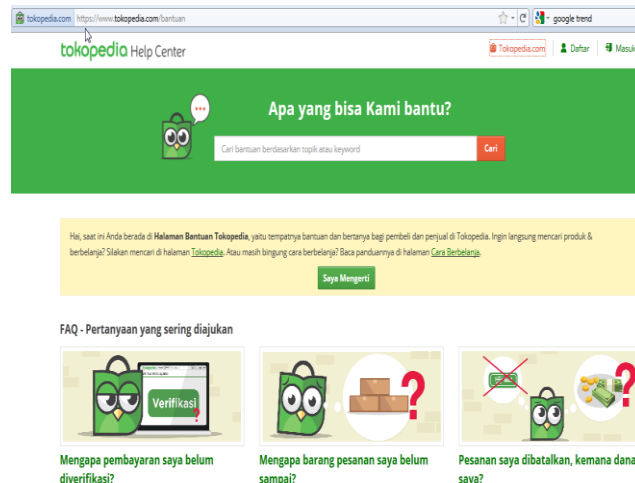 tokopedia.com https://www.tokopedia.com/bantuan google trend
tokopedia Help Center
Tokopedia.com Daftar Masuk
Apa yang bisa Kami bantu?
Cari bantuan berdasarkan topik atau keyword Cari
Hai, saat ini Anda berada di Halaman Bantuan Tokopedia, yaitu tempatnya bantuan dan bertanya bagi pembeli dan penjual di Tokopedia. Ingin langsung mencari produk &
berbelanja? Silakan mencari di halaman Tokopedia. Atau masih bingung cara berbelanja? Baca panduannya di halaman Cara Berbelanja.
Saya Mengerti
FAQ - Pertanyaan yang sering diajukan
Verifikasi
?
?
?
Mengapa pembayaran saya belum
diverifikasi?
Mengapa barang pesanan saya belum
sampai?
Pesanan saya dibatalkan, kemana dana
saya?